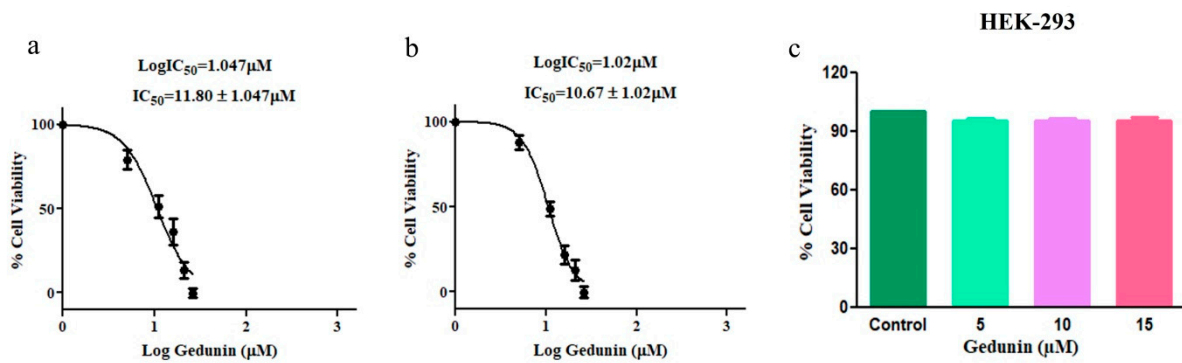 a
LogIC50=1.047μM
IC50=11.80 ± 1.047μM
100
50
0
% Cell Viability
0 1 2 3
Log Gedunin (μM)
b
LogIC50=1.02μM
IC50=10.67 ± 1.02μM
100
50
0
% Cell Viability
0 1 2 3
Log Gedunin (μM)
HEK-293
c
120
90
60
30
0
% Cell Viability
Control 5 10 15
Gedunin (μM)